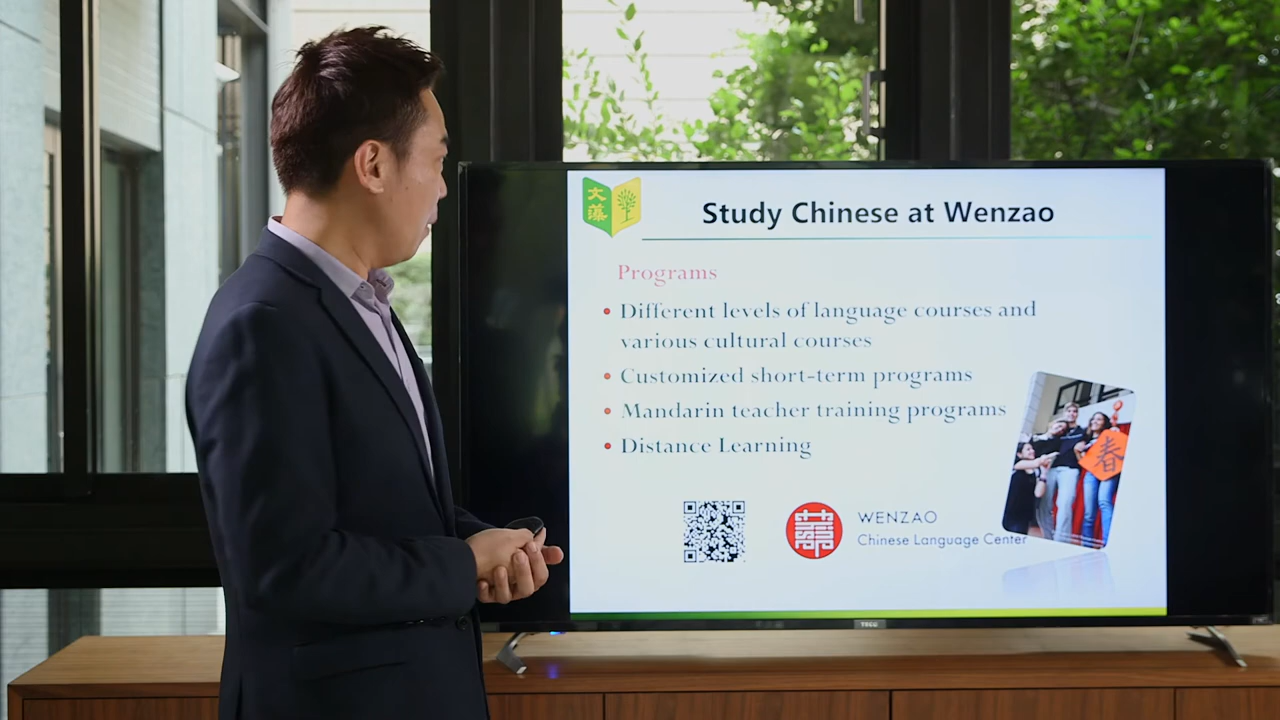 文
藻
Study Chinese at Wenzao
Programs
Different levels of language courses and
various cultural courses
Customized short-term programs
Mandarin teacher training programs
Distance Learning
春
WENZAO
Chinese Language Center